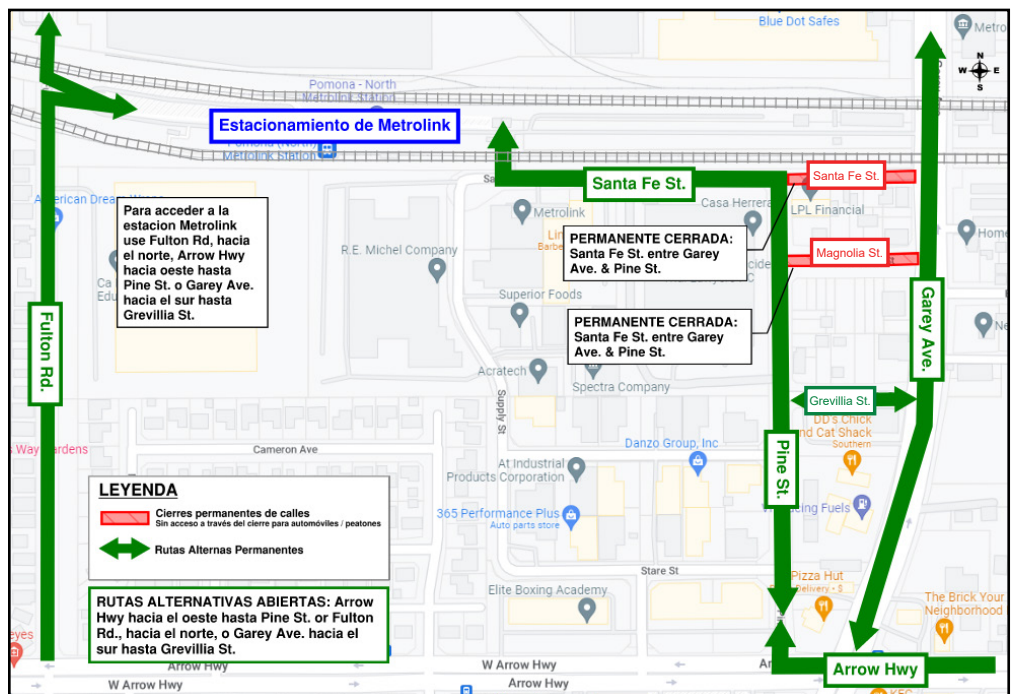 Blue Dot Safes
Metro
N
W E
S
Pomona - North
Metrolink Station
Estacionamiento de Metrolink
Pomona (North)
Metrolink Station
Santa Fe St.
Santa Fe St.
American Dream
Para acceder a la
estacion Metrolink
use Fulton Rd, hacia
el norte, Arrow Hwy
hacia oeste hasta
Pine St. o Garey Ave.
hacia el sur hasta
Grevillia St.
Metrolink
Casa Herrera
LPL Financial
R.E. Michel Company
PERMANENTE CERRADA:
Santa Fe St. entre Garey
Ave. & Pine St.
Magnolia St.
Home
Superior Foods
PERMANENTE CERRADA:
Santa Fe St. entre Garey
Ave. & Pine St.
Fulton Rd.
Garey Ave.
Acratech
Spectra Company
Supply St
Grevillia St.
DD's Chick
nd Cat Shack
Southern
Way Gardens
Cameron Ave
Danzo Group, Inc
Pine St.
At Industrial
Products Corporation
LEYENDA
Cierres permanentes de calles
Sin acceso a través del cierre para automóviles / peatones
Rutas Alternas Permanentes
365 Performance Plus
Auto parts store
Fuels
Stare St
Elite Boxing Academy
Pizza Hut
Delivery - $
The Brick Your
Neighborhood
RUTAS ALTERNATIVAS ABIERTAS: Arrow
Hwy hacia el oeste hasta Pine St. or Fulton
Rd., hacia el norte, o Garey Ave. hacia el
sur hasta Grevillia St.
eyes
Arrow Hwy
W Arrow Hwy
Arrow Hwy
W Arrow Hwy
Arrow Hwy
KFC